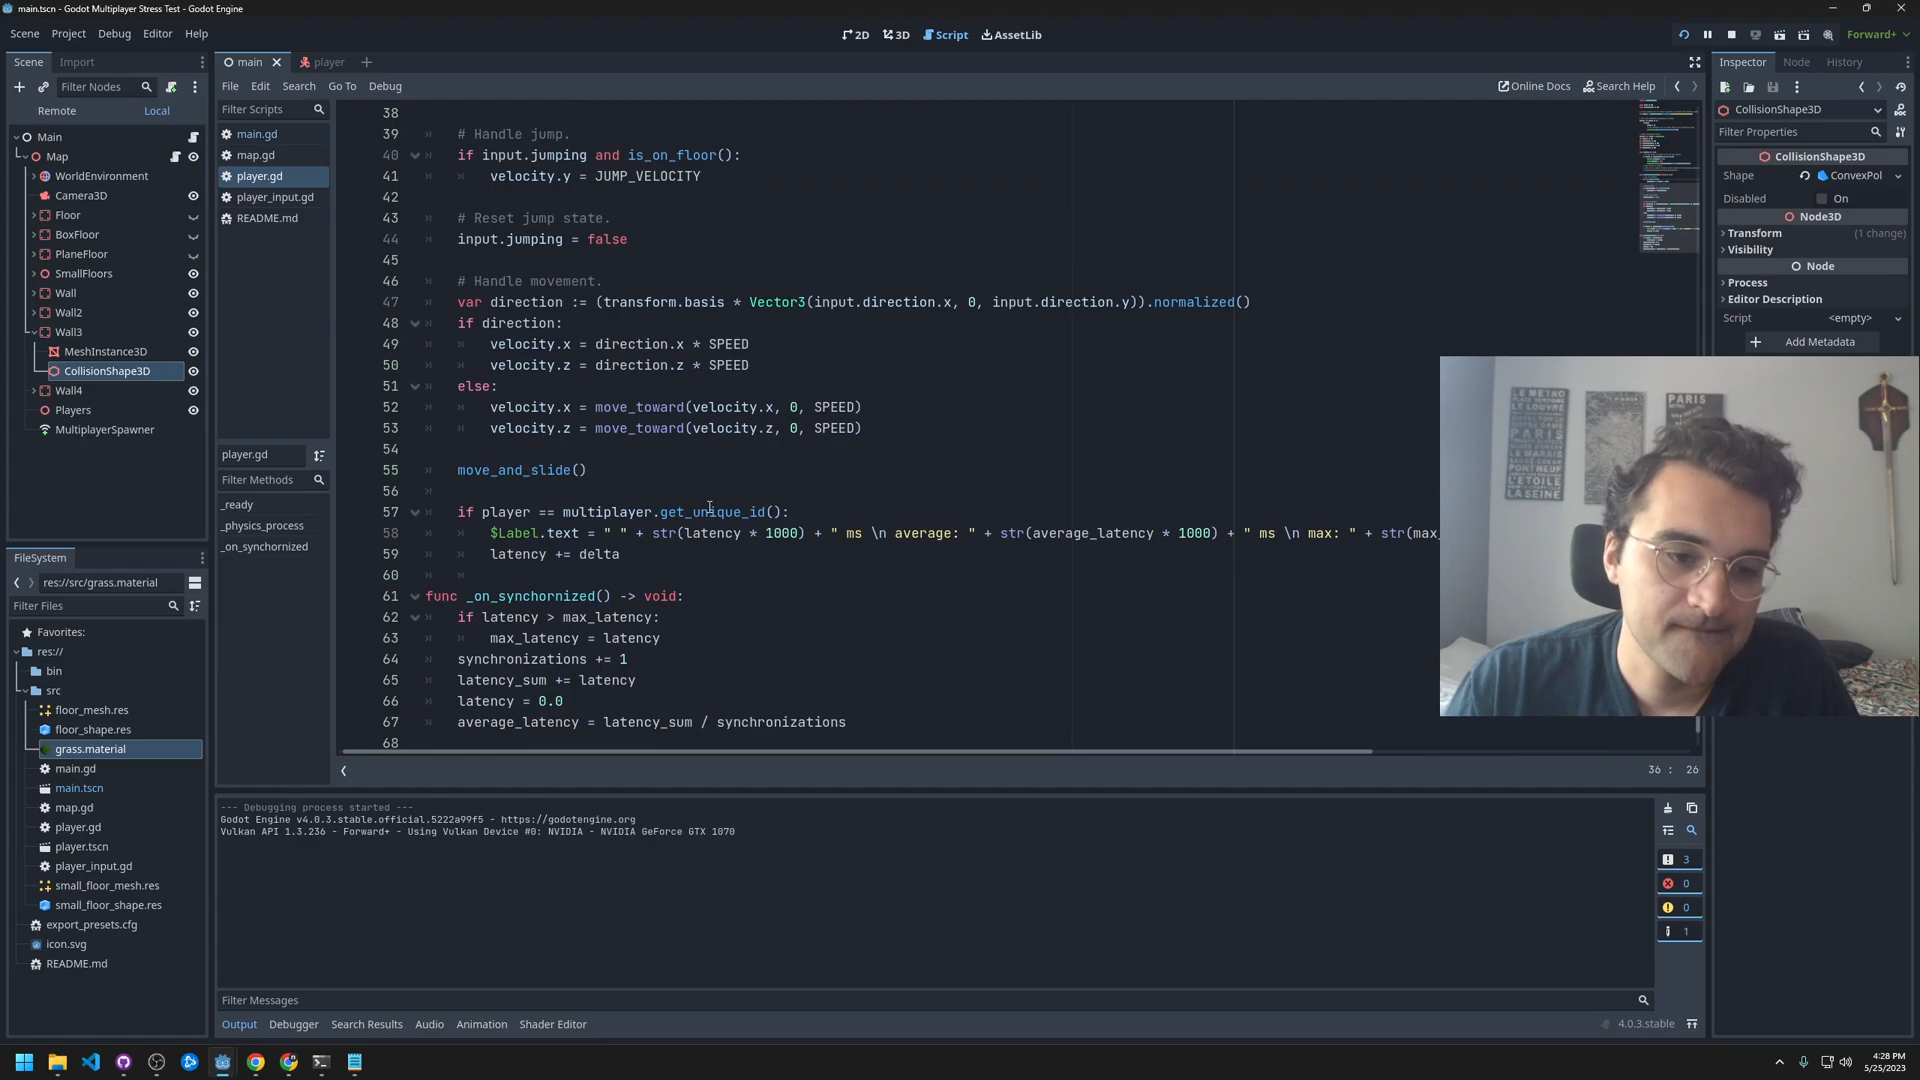 main.tscn - Godot Multiplayer Stress Test - Godot Engine
Scene Project Debug Editor Help
2D 3D Script AssetLib
Forward+
Scene Import
main player
Inspector Node History
Filter Nodes
File Edit Search Go To Debug
Online Docs Search Help
Remote Local
Filter Scripts
main.gd
map.gd
player.gd
player_input.gd
README.md
Main
Map
WorldEnvironment
Camera3D
Floor
BoxFloor
PlaneFloor
SmallFloors
Wall
Wall2
Wall3
MeshInstance3D
CollisionShape3D
Wall4
Players
MultiplayerSpawner
38
39 # Handle jump.
40 if input.jumping and is_on_floor():
41 velocity.y = JUMP_VELOCITY
42
43 # Reset jump state.
44 input.jumping = false
45
46 # Handle movement.
47 var direction := (transform.basis * Vector3(input.direction.x, 0, input.direction.y)).normalized()
48 if direction:
49 velocity.x = direction.x * SPEED
50 velocity.z = direction.z * SPEED
51 else:
52 velocity.x = move_toward(velocity.x, 0, SPEED)
53 velocity.z = move_toward(velocity.z, 0, SPEED)
54
55 move_and_slide()
56
57 if player == multiplayer.get_unique_id():
58 $Label.text = " " + str(latency * 1000) + " ms \n average: " + str(average_latency * 1000) + " ms \n max: " + str(max_
59 latency += delta
60
61 func _on_synchornized() -> void:
62 if latency > max_latency:
63 max_latency = latency
64 synchronizations += 1
65 latency_sum += latency
66 latency = 0.0
67 average_latency = latency_sum / synchronizations
68
36 : 26
player.gd
Filter Methods
_ready
_physics_process
_on_synchornized
CollisionShape3D
Filter Properties
CollisionShape3D
Shape ConvexPol
Disabled On
Node3D
Transform (1 change)
Visibility
Node
Process
Editor Description
Script <empty>
Add Metadata
LE METRO
LE LOUVRE
PARIS
PARIS
FileSystem
res://src/grass.material
Filter Files
Favorites:
res://
bin
src
floor_mesh.res
floor_shape.res
grass.material
main.gd
main.tscn
map.gd
player.gd
player.tscn
player_input.gd
small_floor_mesh.res
small_floor_shape.res
export_presets.cfg
icon.svg
README.md
--- Debugging process started ---
Godot Engine v4.0.3.stable.official.5222a99f5 - https://godotengine.org
Vulkan API 1.3.236 - Forward+ - Using Vulkan Device #0: NVIDIA - NVIDIA GeForce GTX 1070
3
0
0
1
Filter Messages
Output Debugger Search Results Audio Animation Shader Editor
4.0.3.stable
4:28 PM
5/25/2023